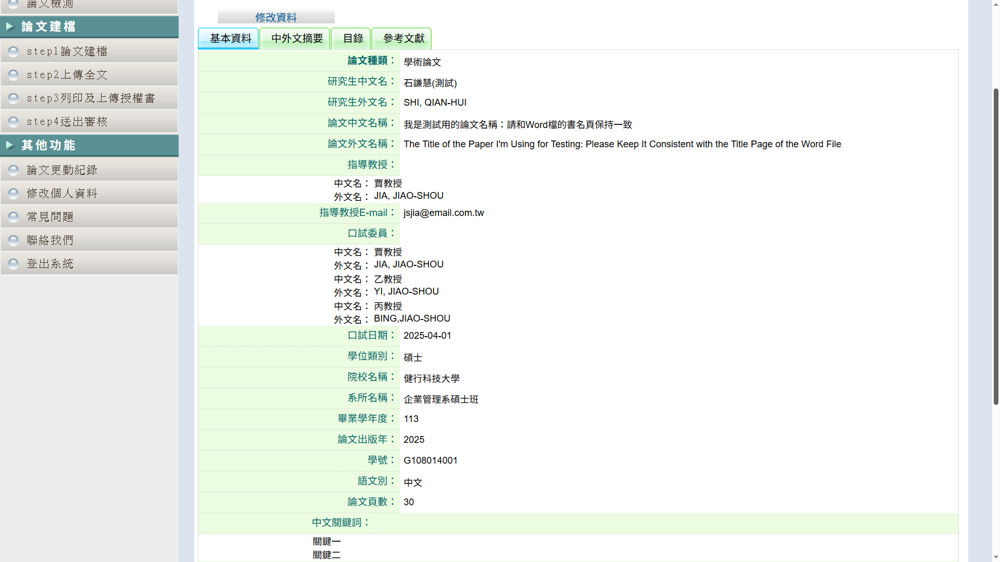 論文檢測
論文建檔
step1論文建檔
step2上傳全文
step3列印及上傳授權書
step4送出審核
其他功能
論文更動紀錄
修改個人資料
常見問題
聯絡我們
登出系統
修改資料
基本資料
中外文摘要
目錄
參考文獻
論文種類： 學術論文
研究生中文名： 石謙慧(測試)
研究生外文名： SHI, QIAN-HUI
論文中文名稱： 我是測試用的論文名稱：請和Word檔的書名頁保持一致
論文外文名稱： The Title of the Paper I'm Using for Testing: Please Keep It Consistent with the Title Page of the Word File
指導教授：
中文名： 賈教授
外文名： JIA, JIAO-SHOU
指導教授E-mail： jsjia@email.com.tw
口試委員：
中文名： 賈教授
外文名： JIA, JIAO-SHOU
中文名： 乙教授
外文名： YI, JIAO-SHOU
中文名： 丙教授
外文名： BING,JIAO-SHOU
口試日期： 2025-04-01
學位類別： 碩士
院校名稱： 健行科技大學
系所名稱： 企業管理系碩士班
畢業學年度： 113
論文出版年： 2025
學號： G108014001
語文別： 中文
論文頁數： 30
中文關鍵詞：
關鍵一
關鍵二